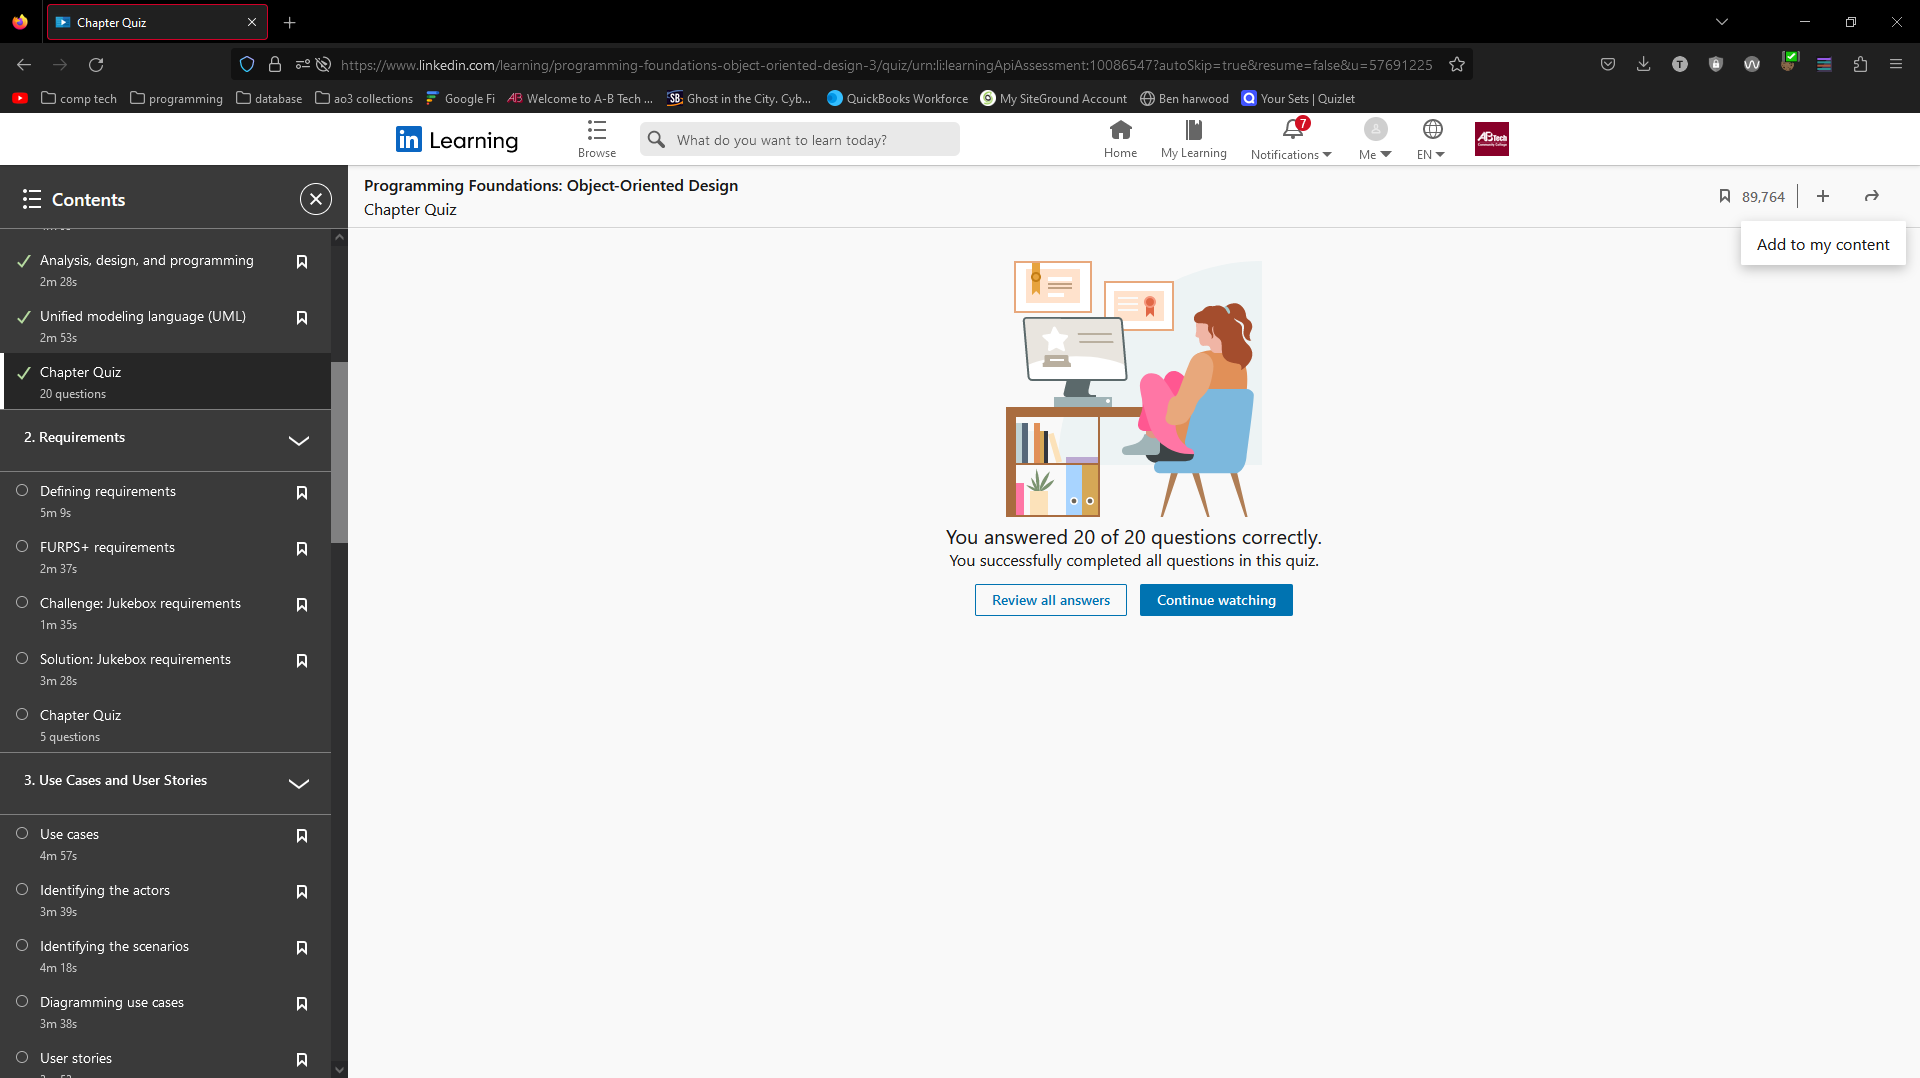 Chapter Quiz
https://www.linkedin.com/learning/programming-foundations-object-oriented-design-3/quiz/urn:li:learningApiAssessment:10086547?autoSkip=true&resume=false&u=57691225
comp tech
programming
database
ao3 collections
Google Fi
Welcome to A-B Tech ...
Ghost in the City. Cyb...
QuickBooks Workforce
My SiteGround Account
Ben harwood
Your Sets | Quizlet
in Learning
Browse
What do you want to learn today?
Home
My Learning
7
Notifications
Me
EN
ABTech
Community College
Contents
Programming Foundations: Object-Oriented Design
Chapter Quiz
89,764
Add to my content
Analysis, design, and programming
2m 28s
Unified modeling language (UML)
2m 53s
Chapter Quiz
20 questions
2. Requirements
Defining requirements
5m 9s
FURPS+ requirements
2m 37s
Challenge: Jukebox requirements
1m 35s
Solution: Jukebox requirements
3m 28s
Chapter Quiz
5 questions
3. Use Cases and User Stories
Use cases
4m 57s
Identifying the actors
3m 39s
Identifying the scenarios
4m 18s
Diagramming use cases
3m 38s
User stories
You answered 20 of 20 questions correctly.
You successfully completed all questions in this quiz.
Review all answers
Continue watching